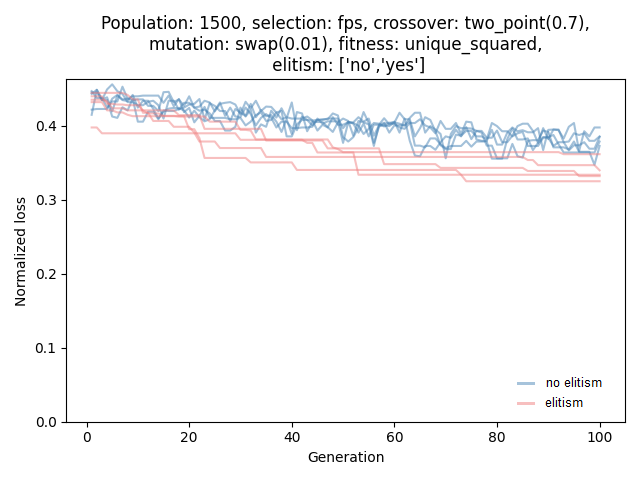 Population: 1500, selection: fps, crossover: two_point(0.7),
mutation: swap(0.01), fitness: unique_squared,
elitism: ['no','yes']
Normalized loss
0.4
0.3
0.2
0.1
0.0
0
20
40
60
80
100
Generation
no elitism
elitism